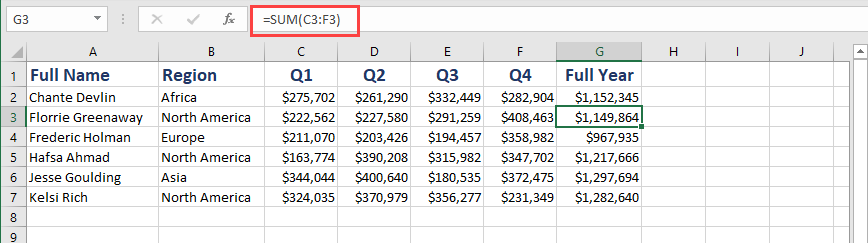 G3 fx =SUM(C3:F3)
A B C D E F G H I J
1 Full Name Region Q1 Q2 Q3 Q4 Full Year
2 Chante Devlin Africa $275,702 $261,290 $332,449 $282,904 $1,152,345
3 Florrie Greenaway North America $222,562 $227,580 $291,259 $408,463 $1,149,864
4 Frederic Holman Europe $211,070 $203,426 $194,457 $358,982 $967,935
5 Hafsa Ahmad North America $163,774 $390,208 $315,982 $347,702 $1,217,666
6 Jesse Goulding Asia $344,044 $400,640 $180,535 $372,475 $1,297,694
7 Kelsi Rich North America $324,035 $370,979 $356,277 $231,349 $1,282,640
8
9